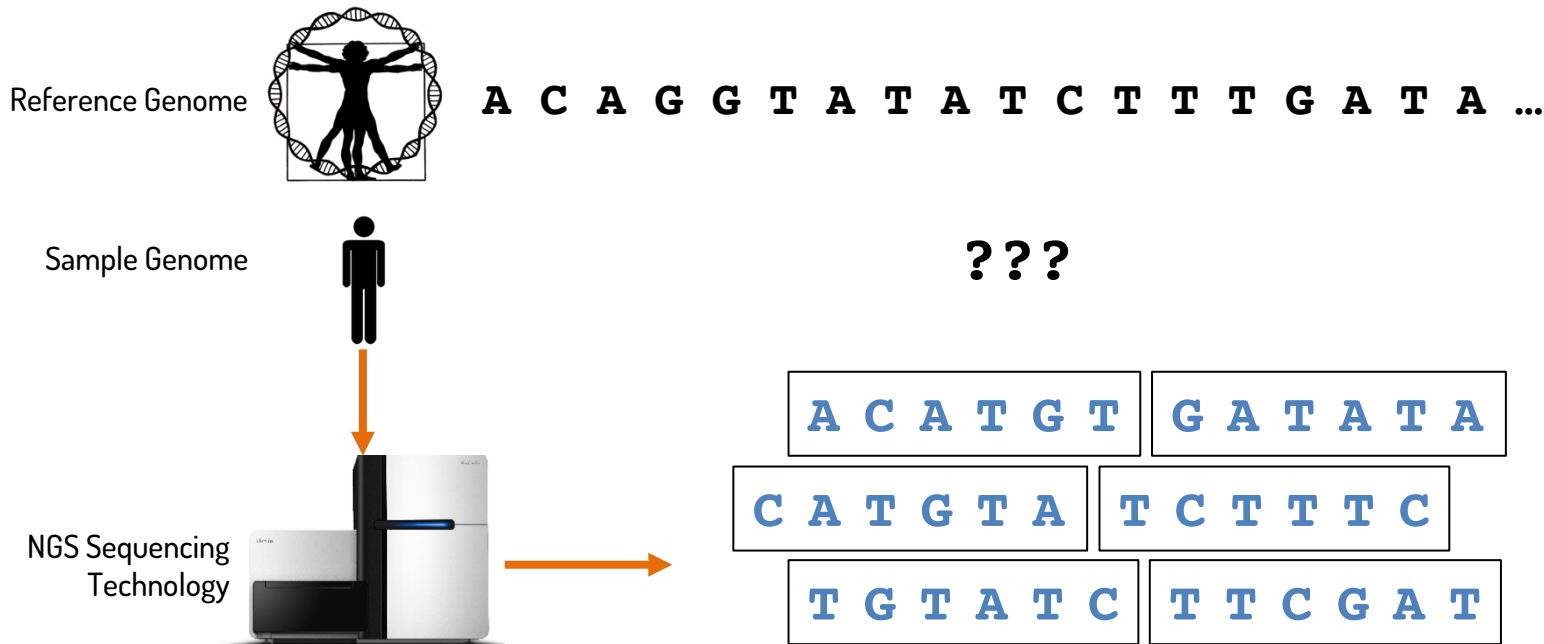 Reference Genome
A C A G G T A T A T C T T T G A T A ...
Sample Genome
???
A C A T G T G A T A T A
C A T G T A T C T T T C
NGS Sequencing
Technology
T G T A T C T T C G A T